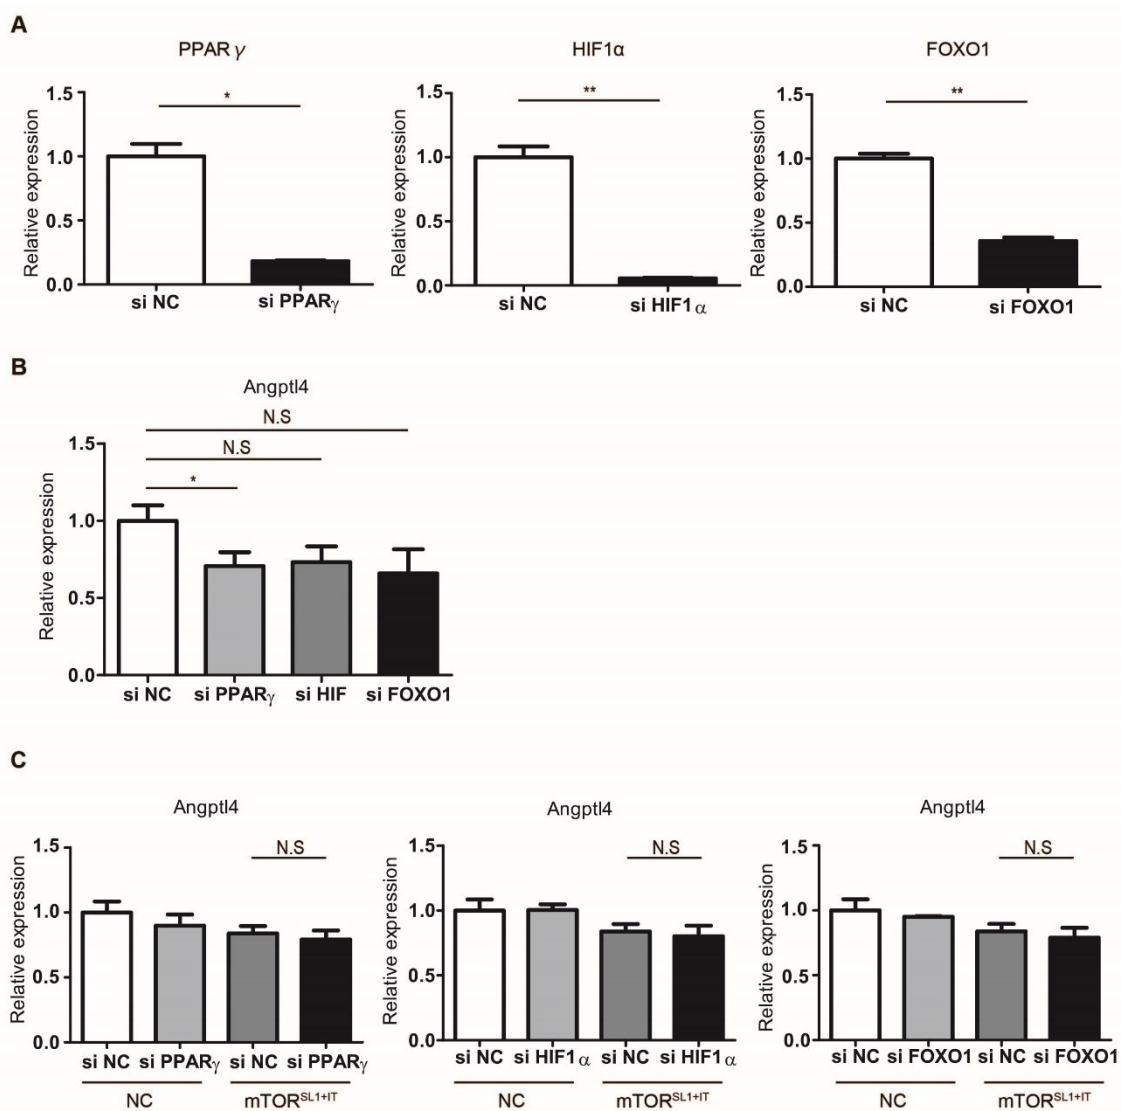 A
PPAR γ
HIF1α
FOXO1
Relative expression
1.5
1.0
0.5
0.0
*
si NC
si PPARγ
Relative expression
1.5
1.0
0.5
0.0
**
si NC
si HIF1 α
Relative expression
1.5
1.0
0.5
0.0
**
si NC
si FOXO1
B
Angptl4
N.S
N.S
*
Relative expression
1.5
1.0
0.5
0.0
si NC
si PPARγ
si HIF
si FOXO1
C
Angptl4
N.S
Relative expression
1.5
1.0
0.5
0.0
si NC
si PPARγ
si NC
si PPARγ
NC
mTORSL1+IT
Angptl4
N.S
Relative expression
1.5
1.0
0.5
0.0
si NC
si HIF1 α
si NC
si HIF1 α
NC
mTORSL1+IT
Angptl4
N.S
Relative expression
1.5
1.0
0.5
0.0
si NC
si FOXO1
si NC
si FOXO1
NC
mTORSL1+IT